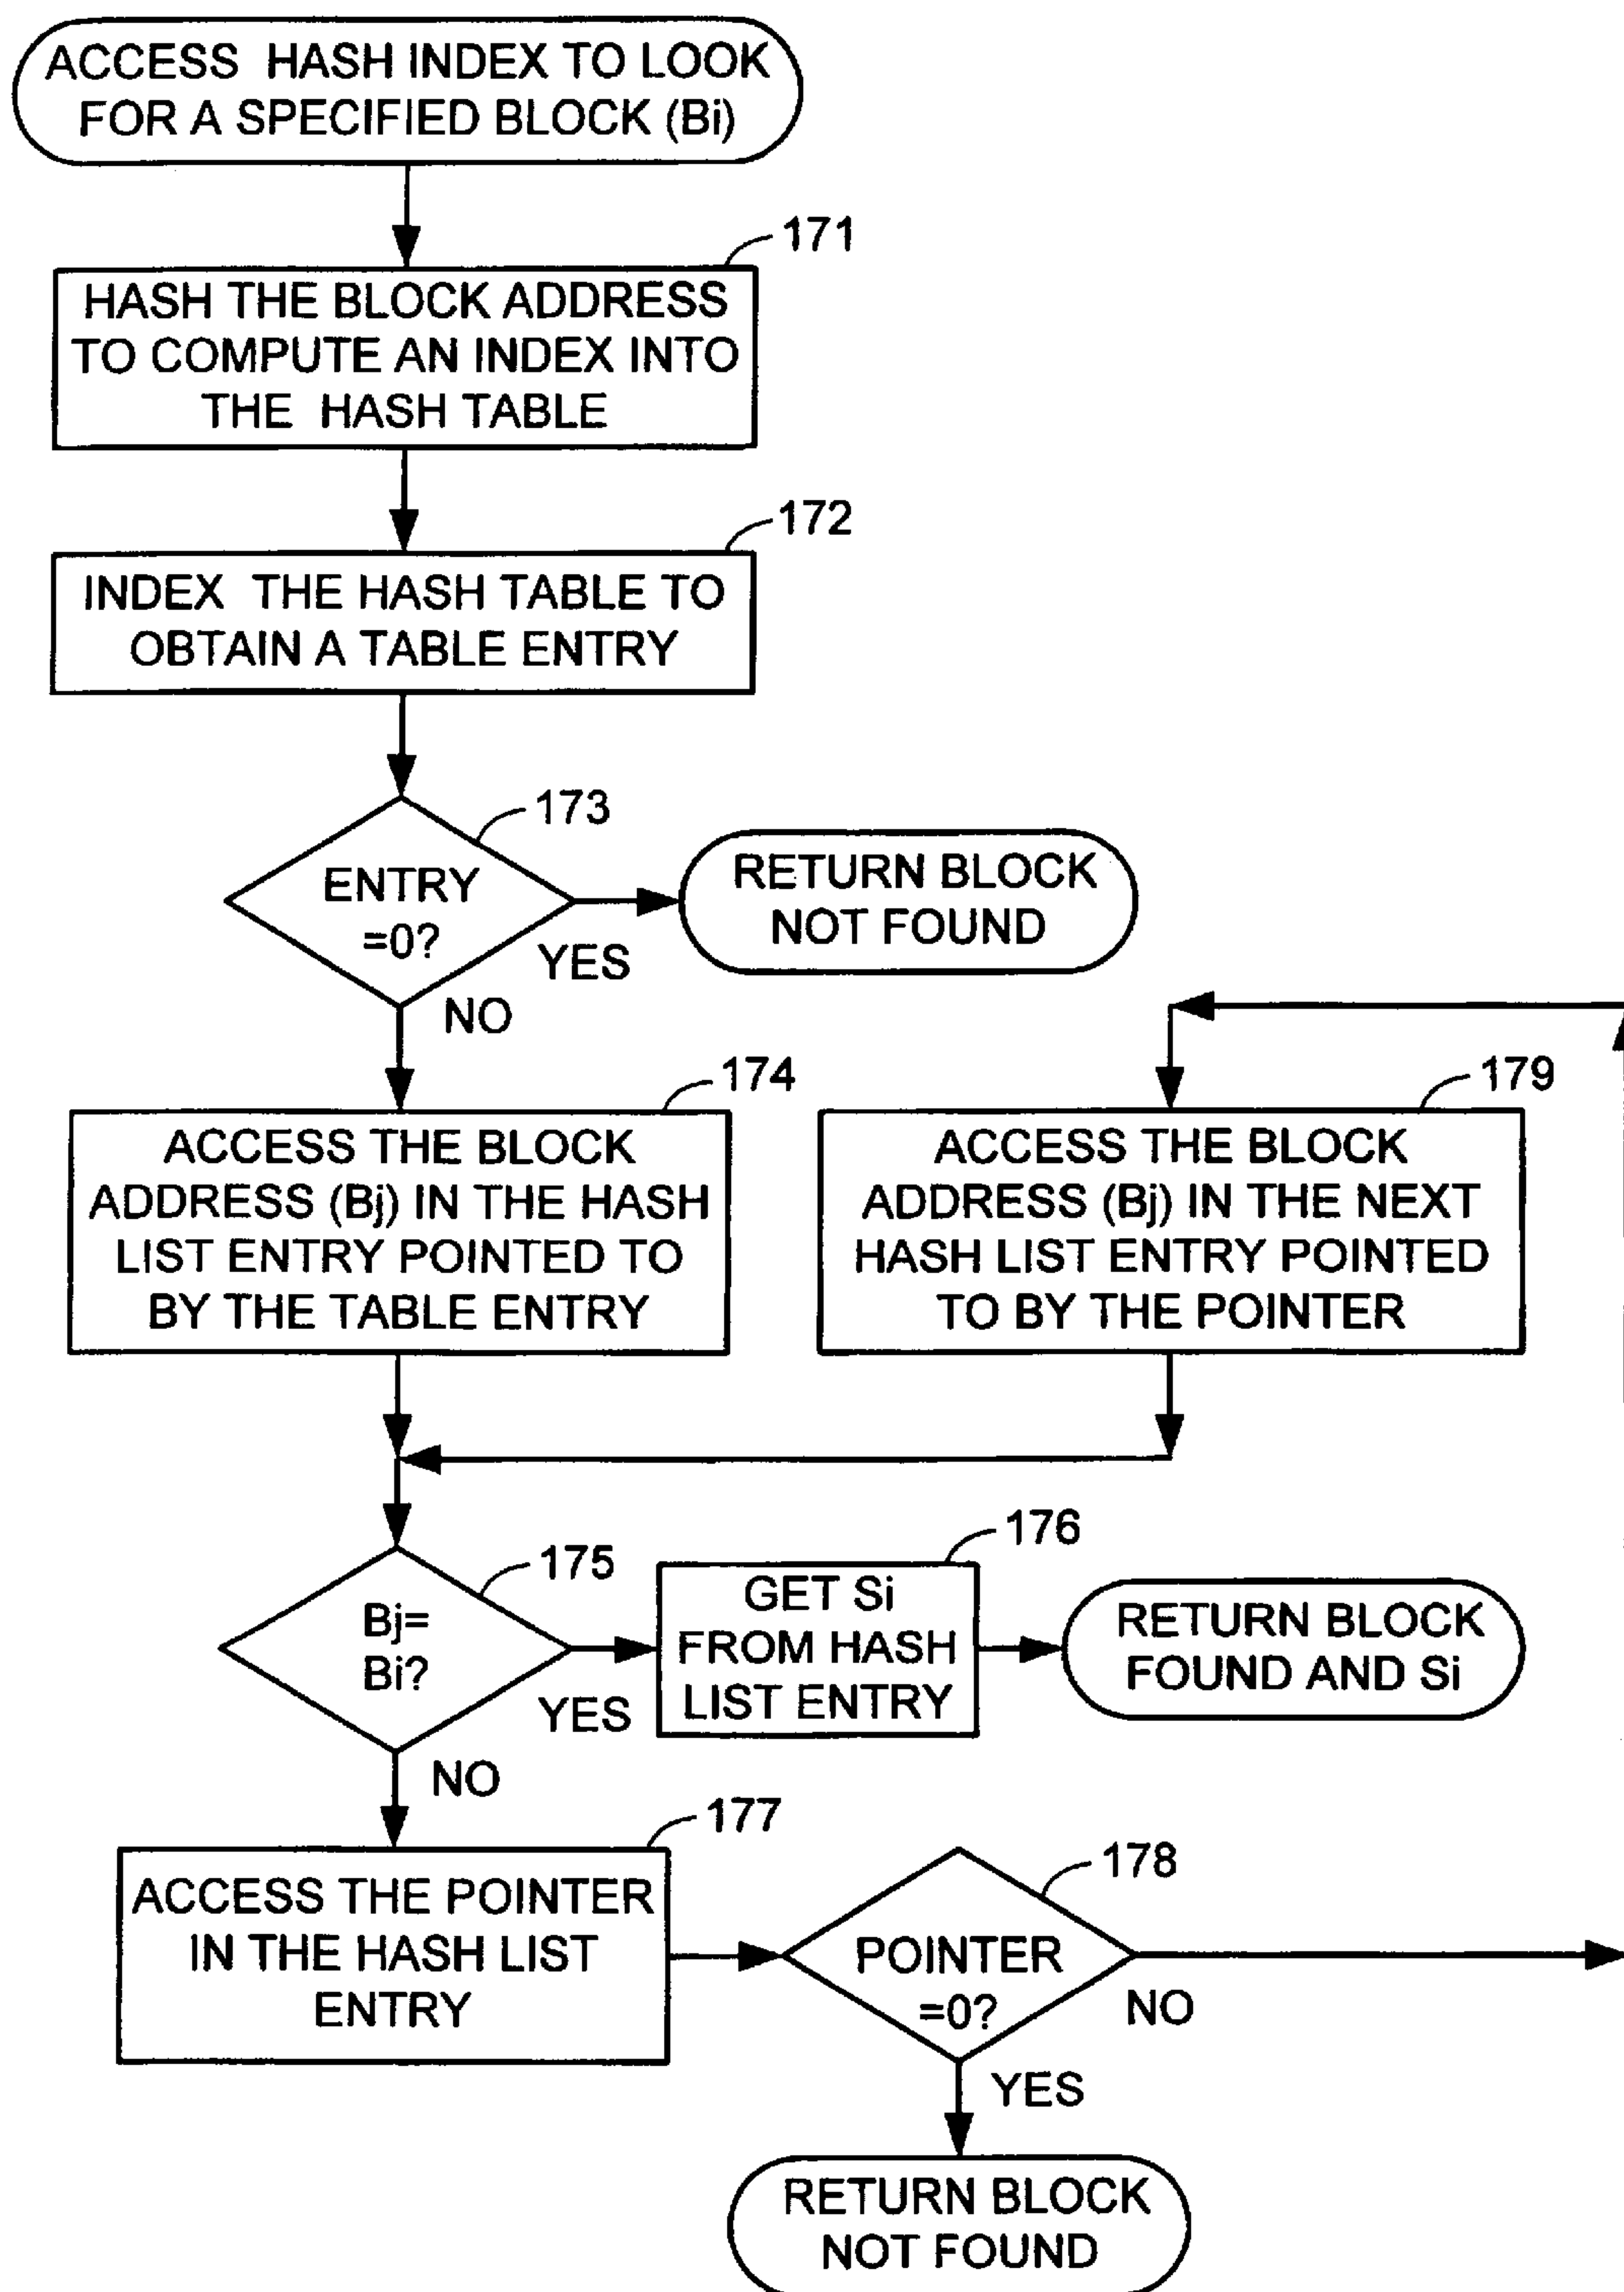 ACCESS HASH INDEX TO LOOK
FOR A SPECIFIED BLOCK (Bi)
171
HASH THE BLOCK ADDRESS
TO COMPUTE AN INDEX INTO
THE HASH TABLE
172
INDEX THE HASH TABLE TO
OBTAIN A TABLE ENTRY
173
ENTRY
=0?
YES
NO
RETURN BLOCK
NOT FOUND
174
ACCESS THE BLOCK
ADDRESS (Bj) IN THE HASH
LIST ENTRY POINTED TO
BY THE TABLE ENTRY
179
ACCESS THE BLOCK
ADDRESS (Bj) IN THE NEXT
HASH LIST ENTRY POINTED
TO BY THE POINTER
175
Bj=
Bi?
YES
NO
176
GET Si
FROM HASH
LIST ENTRY
RETURN BLOCK
FOUND AND Si
177
ACCESS THE POINTER
IN THE HASH LIST
ENTRY
178
POINTER
=0?
NO
YES
RETURN BLOCK
NOT FOUND